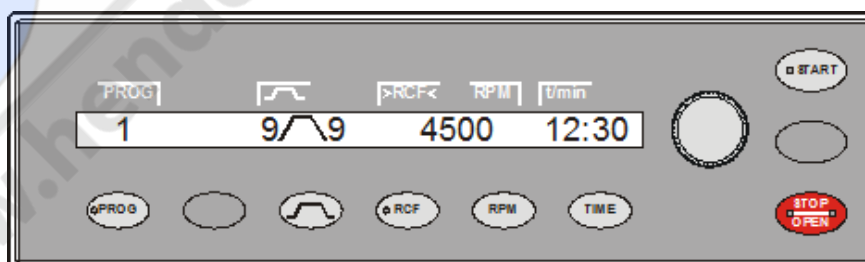 START
PROG >RCF< RPM t/min
1 9 9 4500 12:30
PROG RCF RPM TIME
STOP
OPEN